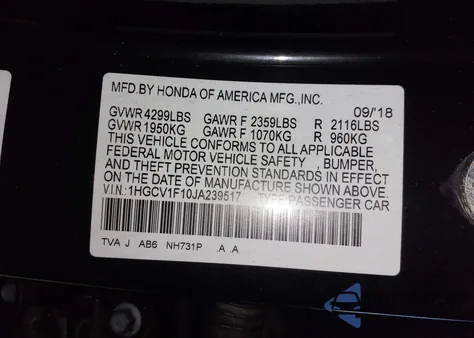 MFD.BY HONDA OF AMERICA MFG.,INC.
09/'18
GVWR 4299LBS GAWR F 2359LBS R 2116LBS
GVWR 1950KG GAWR F 1070KG R 960KG
THIS VEHICLE CONFORMS TO ALL APPLICABLE
FEDERAL MOTOR VEHICLE SAFETY , BUMPER,
AND THEFT PREVENTION STANDARDS IN EFFECT
ON THE DATE OF MANUFACTURE SHOWN ABOVE.
V.I.N.: 1HGCV1F10JA239517 TYPE PASSENGER CAR
TVA J AB6 NH731P .A .A